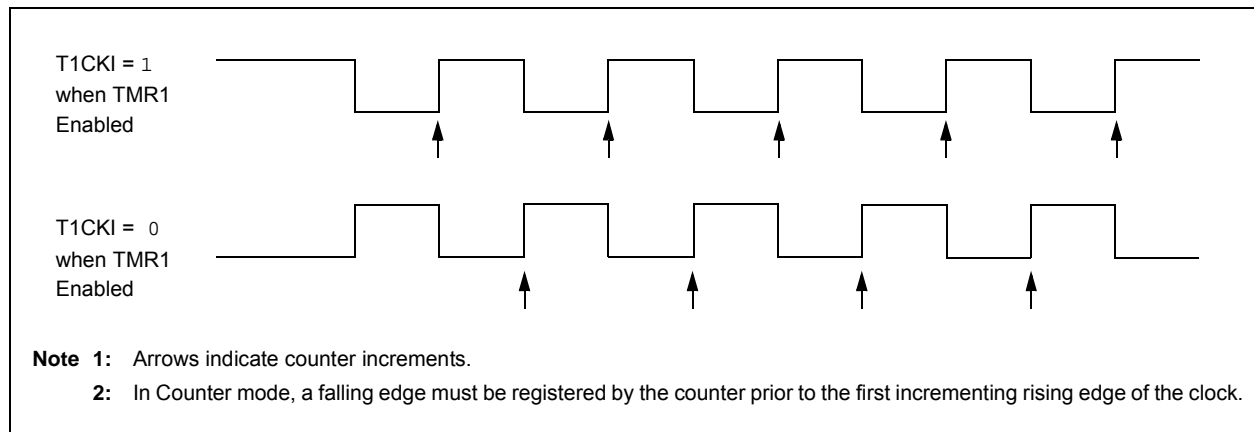 T1CKI = 1
when TMR1
Enabled
T1CKI = 0
when TMR1
Enabled
Note 1: Arrows indicate counter increments.
2: In Counter mode, a falling edge must be registered by the counter prior to the first incrementing rising edge of the clock.